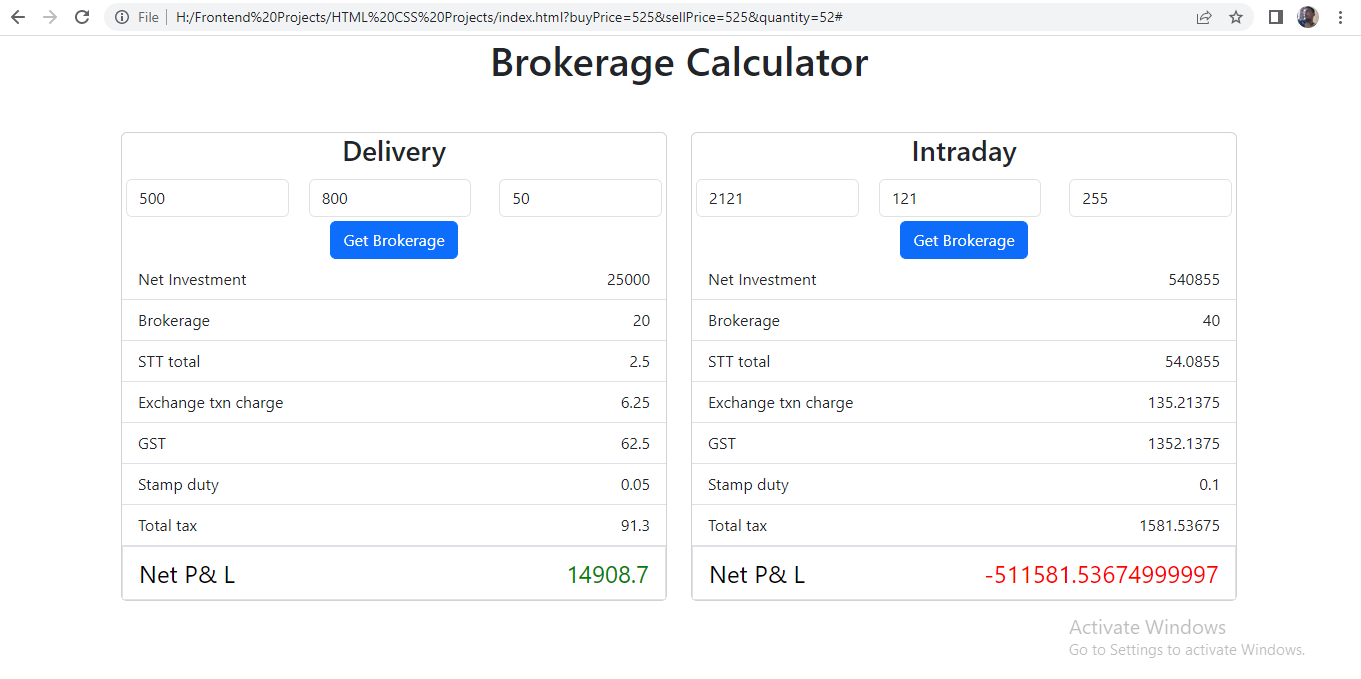 File H:/Frontend%20Projects/HTML%20CSS%20Projects/index.html?buyPrice=525&sellPrice=525&quantity=52#
Brokerage Calculator
Delivery
500 800 50
Get Brokerage
Net Investment 25000
Brokerage 20
STT total 2.5
Exchange txn charge 6.25
GST 62.5
Stamp duty 0.05
Total tax 91.3
Net P& L 14908.7
Intraday
2121 121 255
Get Brokerage
Net Investment 540855
Brokerage 40
STT total 54.0855
Exchange txn charge 135.21375
GST 1352.1375
Stamp duty 0.1
Total tax 1581.53675
Net P& L -511581.53674999997
Activate Windows
Go to Settings to activate Windows.